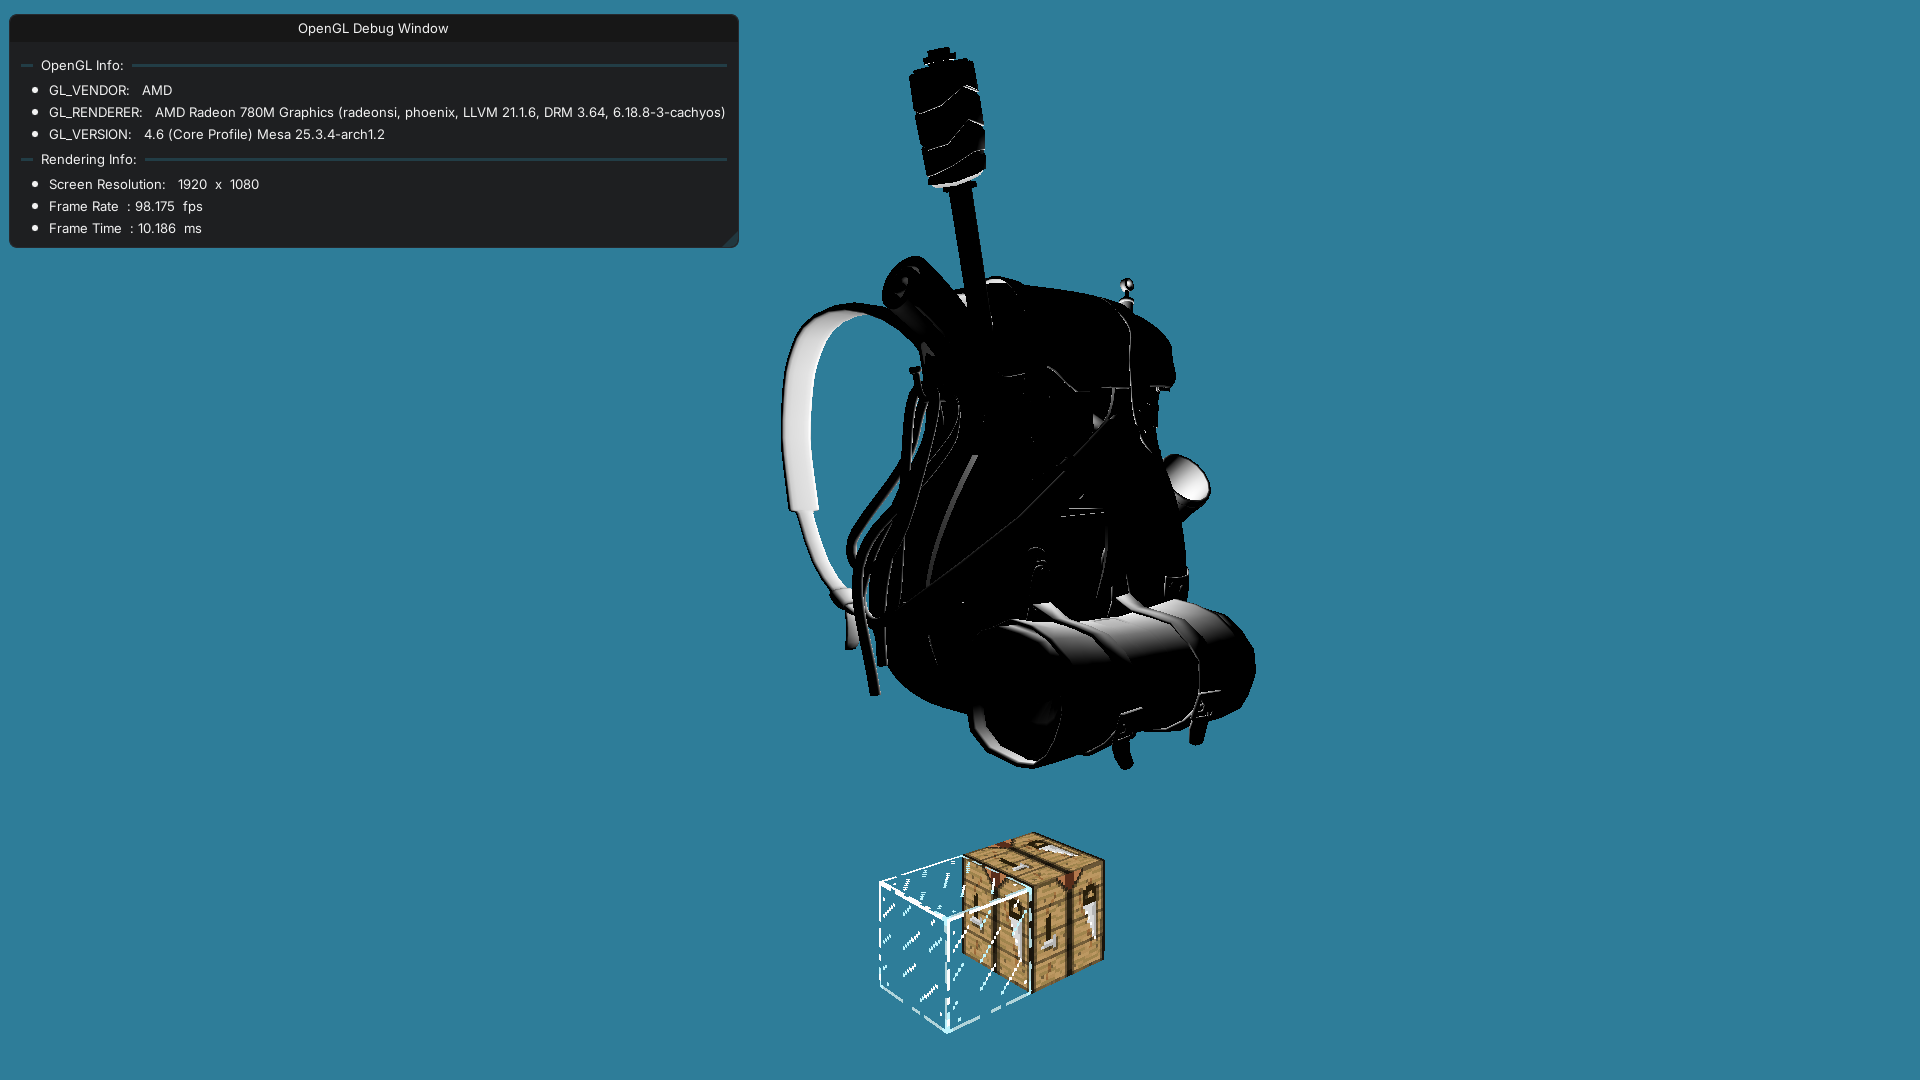 OpenGL Debug Window
OpenGL Info:
GL_VENDOR: AMD
GL_RENDERER: AMD Radeon 780M Graphics (radeonsi, phoenix, LLVM 21.1.6, DRM 3.64, 6.18.8-3-cachyos)
GL_VERSION: 4.6 (Core Profile) Mesa 25.3.4-arch1.2
Rendering Info:
Screen Resolution: 1920 x 1080
Frame Rate : 98.175 fps
Frame Time : 10.186 ms